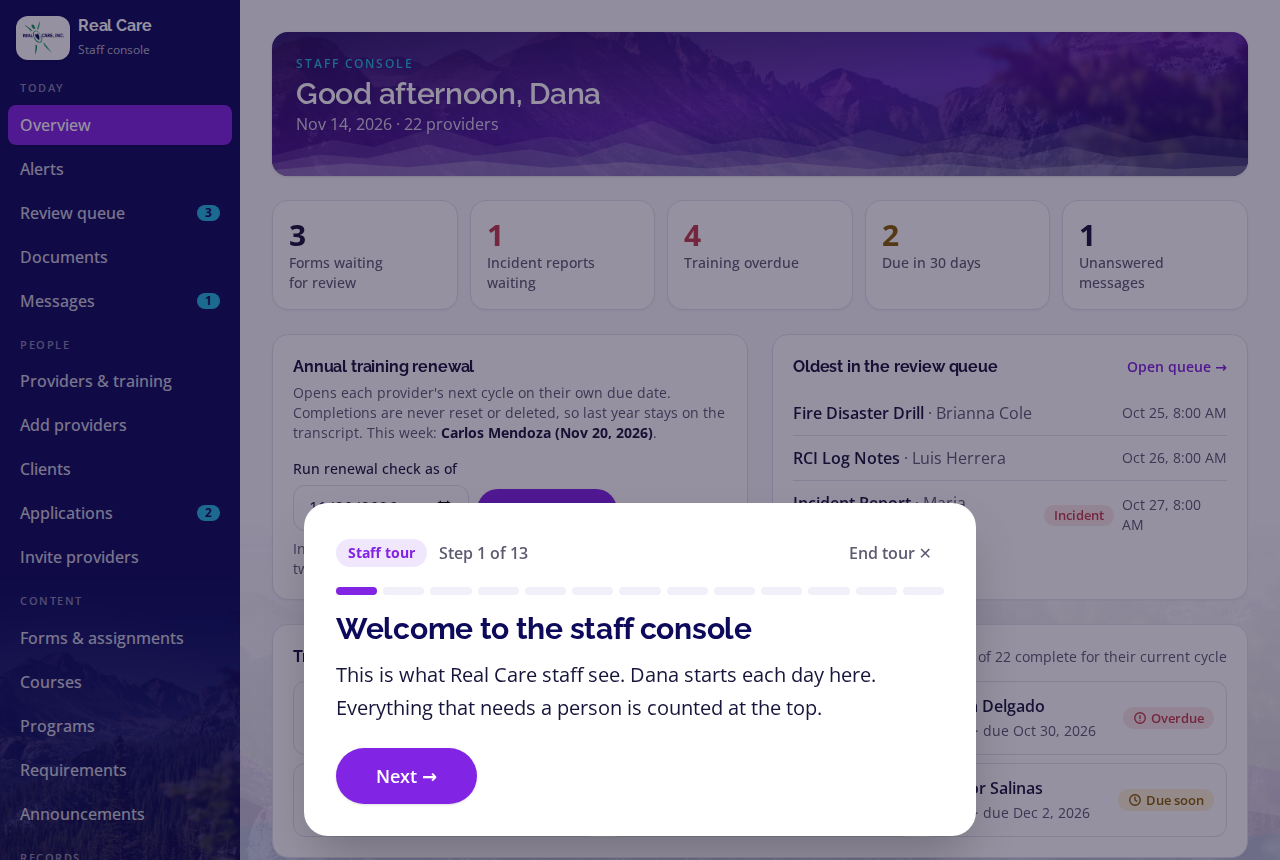 REAL CARE, INC.
Real Care
Staff console
TODAY
Overview
Alerts
Review queue 3
Documents
Messages 1
PEOPLE
Providers & training
Add providers
Clients
Applications 2
Invite providers
CONTENT
Forms & assignments
Courses
Programs
Requirements
Announcements
RECORDS
STAFF CONSOLE
Good afternoon, Dana
Nov 14, 2026 · 22 providers
3
Forms waiting
for review
1
Incident reports
waiting
4
Training overdue
2
Due in 30 days
1
Unanswered
messages
Annual training renewal
Opens each provider's next cycle on their own due date.
Completions are never reset or deleted, so last year stays on the
transcript. This week: Carlos Mendoza (Nov 20, 2026).
Run renewal check as of
Oldest in the review queue
Open queue →
Fire Disaster Drill · Brianna Cole Oct 25, 8:00 AM
RCI Log Notes · Luis Herrera Oct 26, 8:00 AM
Incident Report · Maria
Incident
Oct 27, 8:00
AM
Staff tour Step 1 of 13 End tour ✕
Welcome to the staff console
This is what Real Care staff see. Dana starts each day here.
Everything that needs a person is counted at the top.
Next →
of 22 complete for their current cycle
Delgado
· due Oct 30, 2026
Overdue
Salinas
· due Dec 2, 2026
Due soon